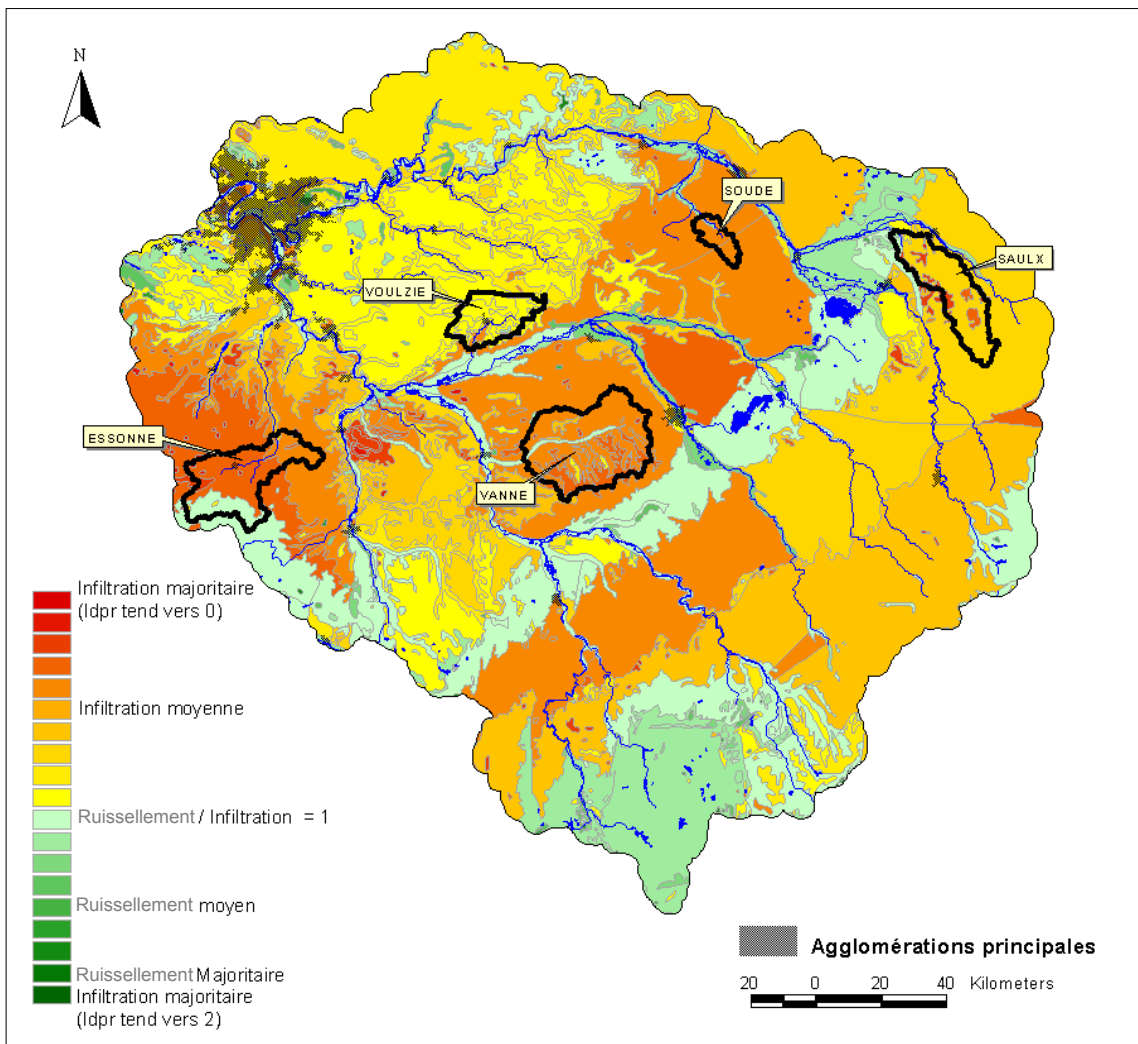 N
SOUDE
SAULX
VOULZIE
ESSONNE
VANNE
Infiltration majoritaire
(Idpr tend vers 0)
Infiltration moyenne
Ruissellement / Infiltration = 1
Ruissellement moyen
Ruissellement Majoritaire
Infiltration majoritaire
(Idpr tend vers 2)
Agglomérations principales
20 0 20 40 Kilometers